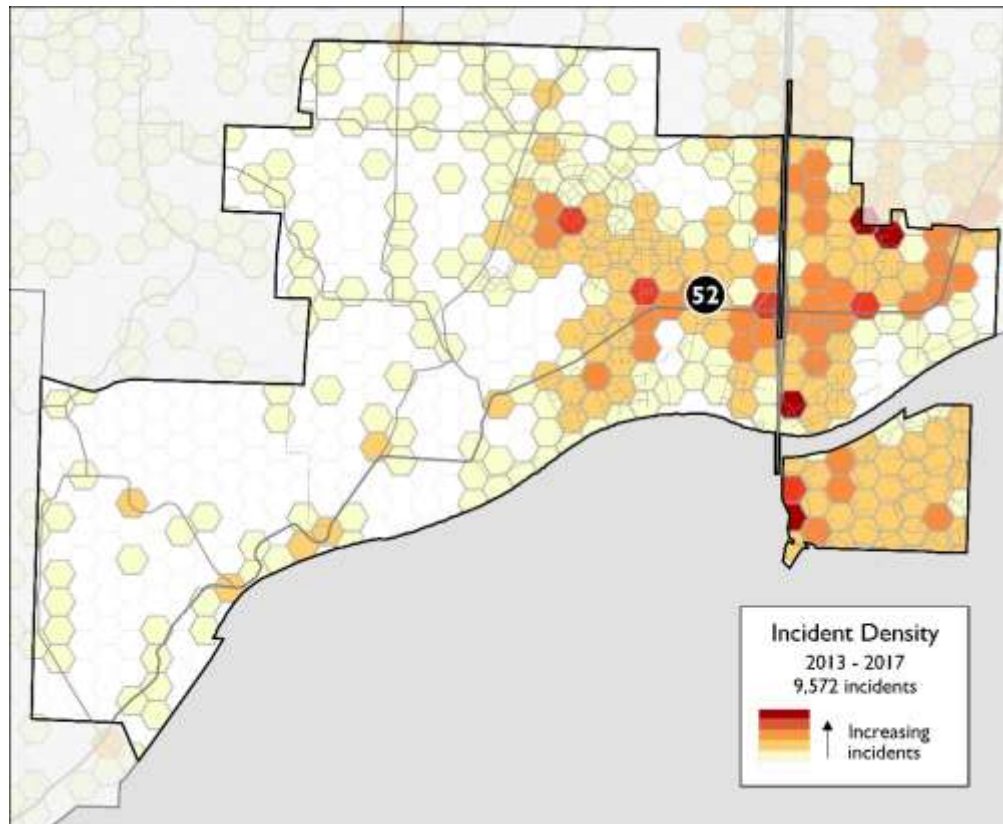 52
Incident Density
2013 - 2017
9,572 incidents
Increasing
incidents